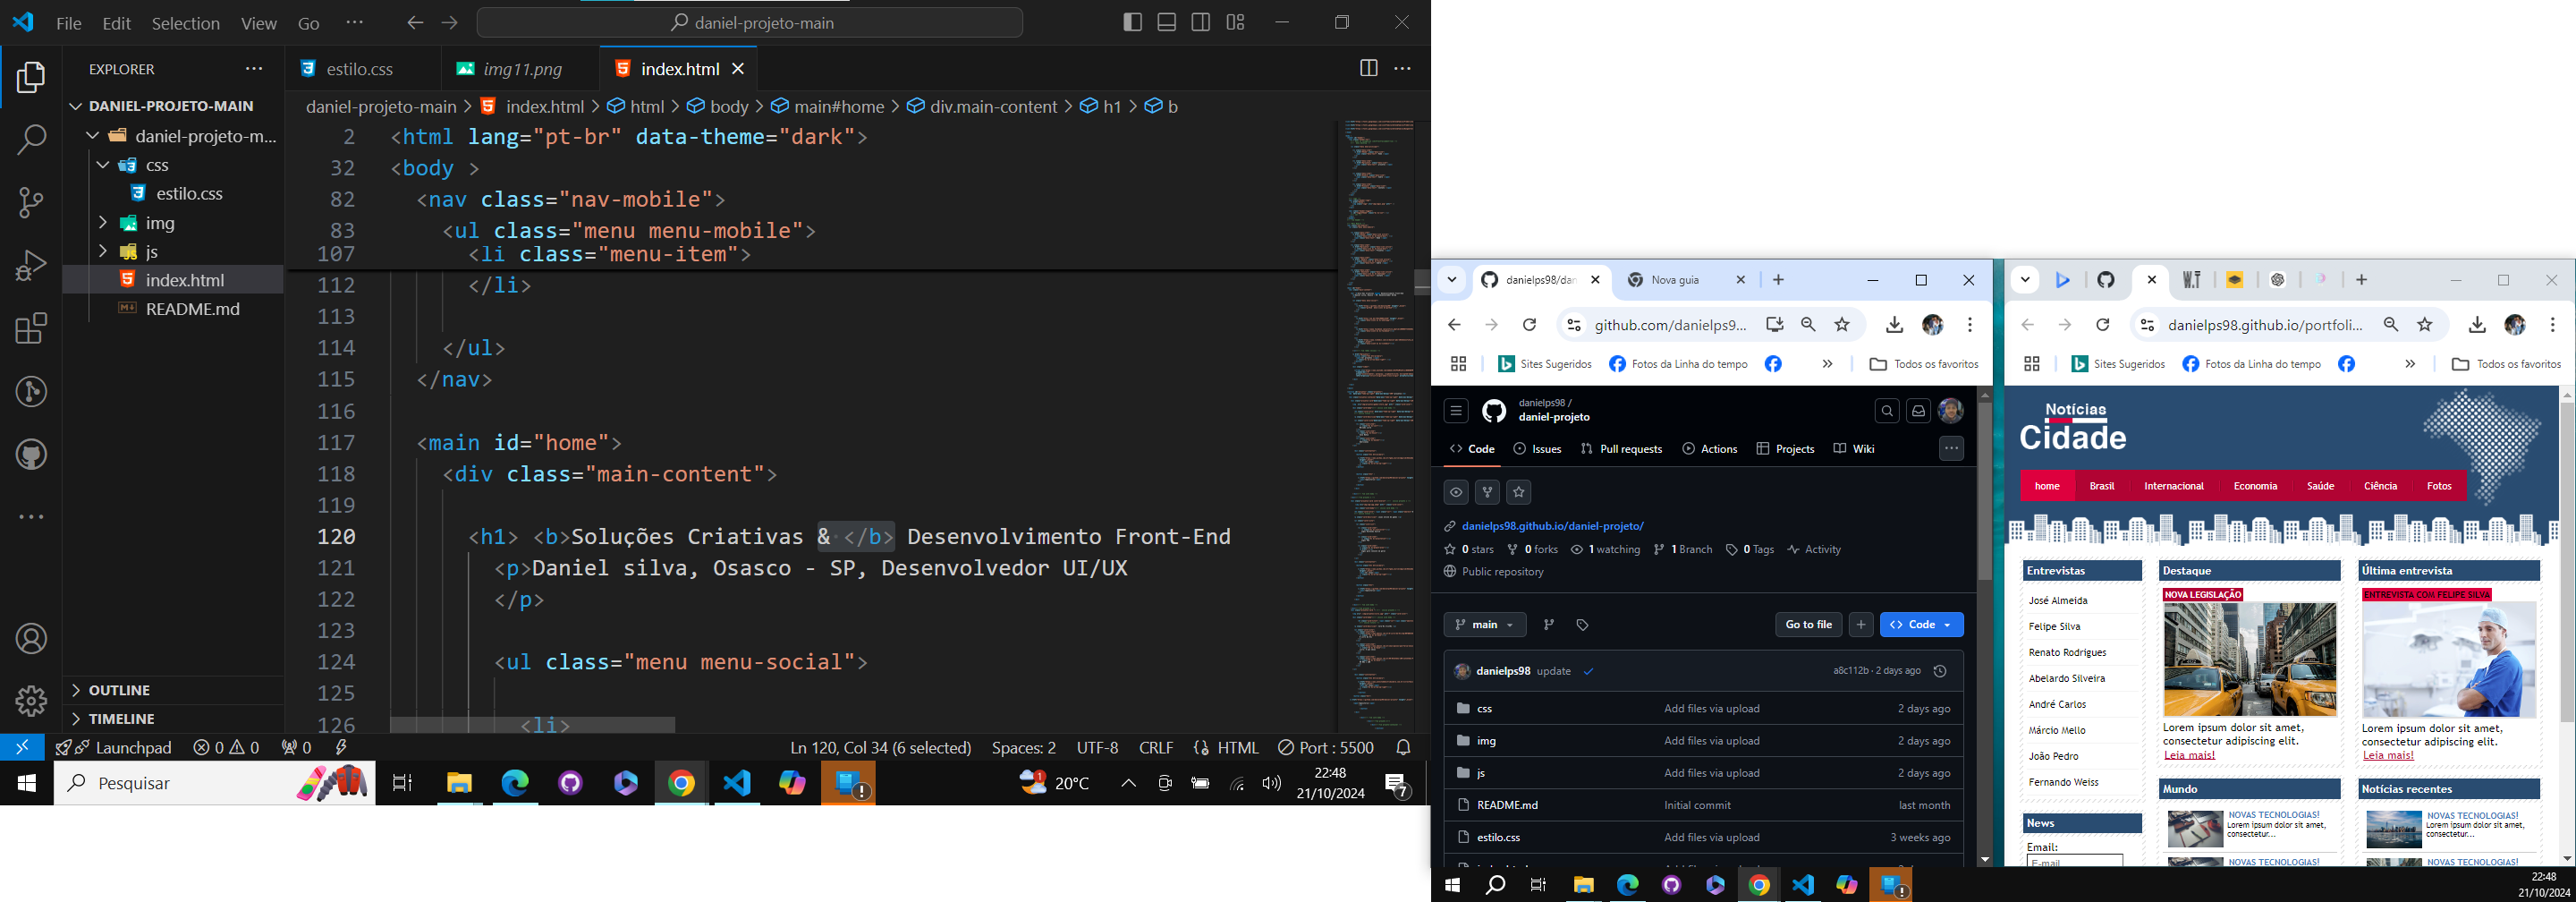 File Edit Selection View Go ··· daniel-projeto-main
EXPLORER ···
DANIEL-PROJETO-MAIN
daniel-projeto-m...
css
estilo.css
img
js
index.html
README.md
OUTLINE
TIMELINE
estilo.css img11.png index.html
daniel-projeto-main > index.html > html > body > main#home > div.main-content > h1 > b
2 <html lang="pt-br" data-theme="dark">
32 <body >
82 <nav class="nav-mobile">
83 <ul class="menu menu-mobile">
107 <li class="menu-item">
112 </li>
113
114 </ul>
115 </nav>
116
117 <main id="home">
118 <div class="main-content">
119
120 <h1> <b>Soluções Criativas &· </b> Desenvolvimento Front-End
121 <p>Daniel silva, Osasco - SP, Desenvolvedor UI/UX
122 </p>
123
124 <ul class="menu menu-social">
125
126 <li>
Launchpad 0 0 0 Ln 120, Col 34 (6 selected) Spaces: 2 UTF-8 CRLF HTML Port : 5500
Pesquisar 1 20°C 22:48
21/10/2024 7
danielps98/dan Nova guia
github.com/danielps9...
Sites Sugeridos Fotos da Linha do tempo » Todos os favoritos
danielps98 /
daniel-projeto
Code Issues Pull requests Actions Projects Wiki
danielps98.github.io/daniel-projeto/
0 stars 0 forks 1 watching 1 Branch 0 Tags Activity
Public repository
main Go to file Code
danielps98 update a8c112b · 2 days ago
css Add files via upload 2 days ago
img Add files via upload 2 days ago
js Add files via upload 2 days ago
README.md Initial commit last month
estilo.css Add files via upload 3 weeks ago
danielps98.github.io/portfoli...
Sites Sugeridos Fotos da Linha do tempo » Todos os favoritos
Notícias
Cidade
home Brasil Internacional Economia Saúde Ciência Fotos
Entrevistas
José Almeida
Felipe Silva
Renato Rodrigues
Abelardo Silveira
André Carlos
Márcio Mello
João Pedro
Fernando Weiss
News
Email:
E-mail
Destaque
NOVA LEGISLAÇÃO
Lorem ipsum dolor sit amet,
consectetur adipiscing elit.
Leia mais!
Última entrevista
ENTREVISTA COM FELIPE SILVA
Lorem ipsum dolor sit amet,
consectetur adipiscing elit.
Leia mais!
Mundo
NOVAS TECNOLOGIAS!
Lorem ipsum dolor sit amet,
consectetur...
NOVAS TECNOLOGIAS!
Notícias recentes
NOVAS TECNOLOGIAS!
Lorem ipsum dolor sit amet,
consectetur...
NOVAS TECNOLOGIAS!
22:48
21/10/2024